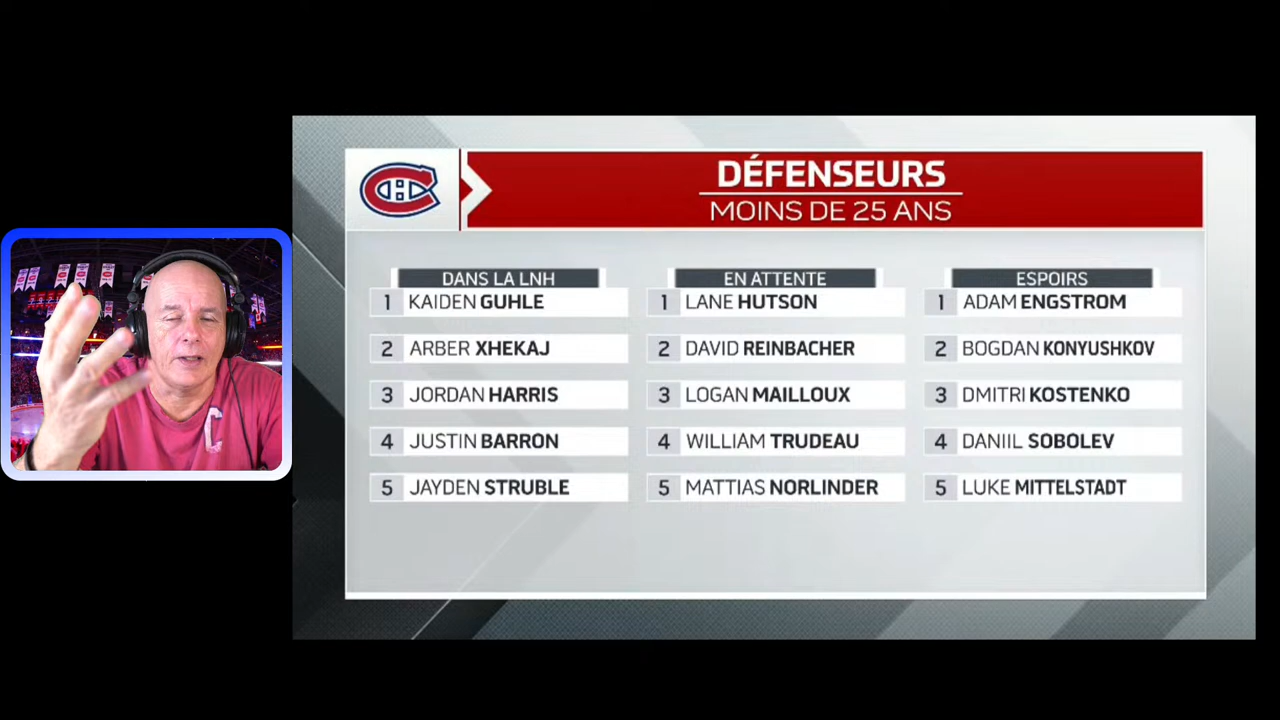 DÉFENSEURS
MOINS DE 25 ANS
DANS LA LNH
1 KAIDEN GUHLE
2 ARBER XHEKAJ
3 JORDAN HARRIS
4 JUSTIN BARRON
5 JAYDEN STRUBLE
EN ATTENTE
1 LANE HUTSON
2 DAVID REINBACHER
3 LOGAN MAILLOUX
4 WILLIAM TRUDEAU
5 MATTIAS NORLINDER
ESPOIRS
1 ADAM ENGSTROM
2 BOGDAN KONYUSHKOV
3 DMITRI KOSTENKO
4 DANIIL SOBOLEV
5 LUKE MITTELSTADT